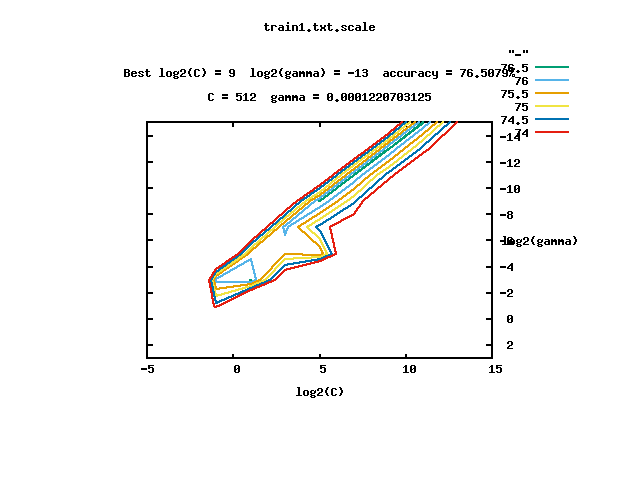 train1.txt.scale
"-"
Best log2(C) = 9  log2(gamma) = -13  accuracy = 76.5079%
76.5
76
C = 512  gamma = 0.0001220703125
75.5
75
74.5
74
-14
-12
-10
-8
-6
log2(gamma)
-4
-2
0
2
-5 0 5 10 15
log2(C)